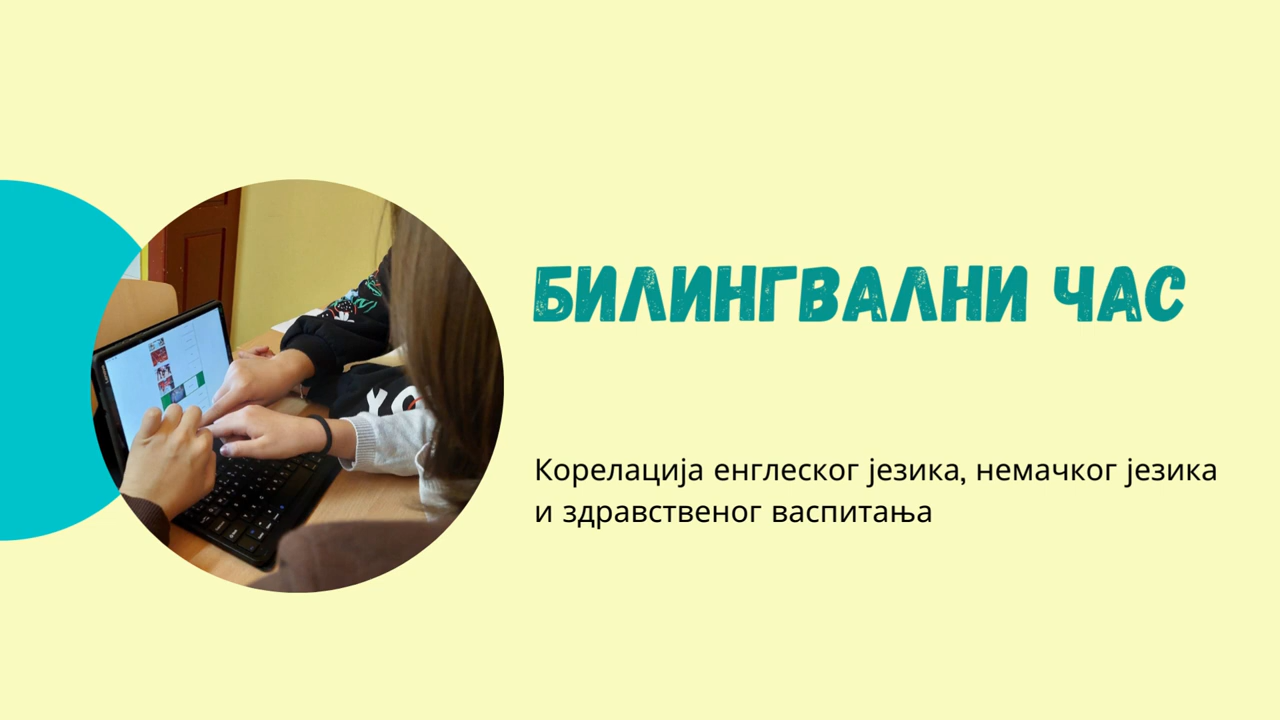 БИЛИНГВАЛНИ ЧАС
Корелација енглеског језика, немачког језика
и здравственог васпитања